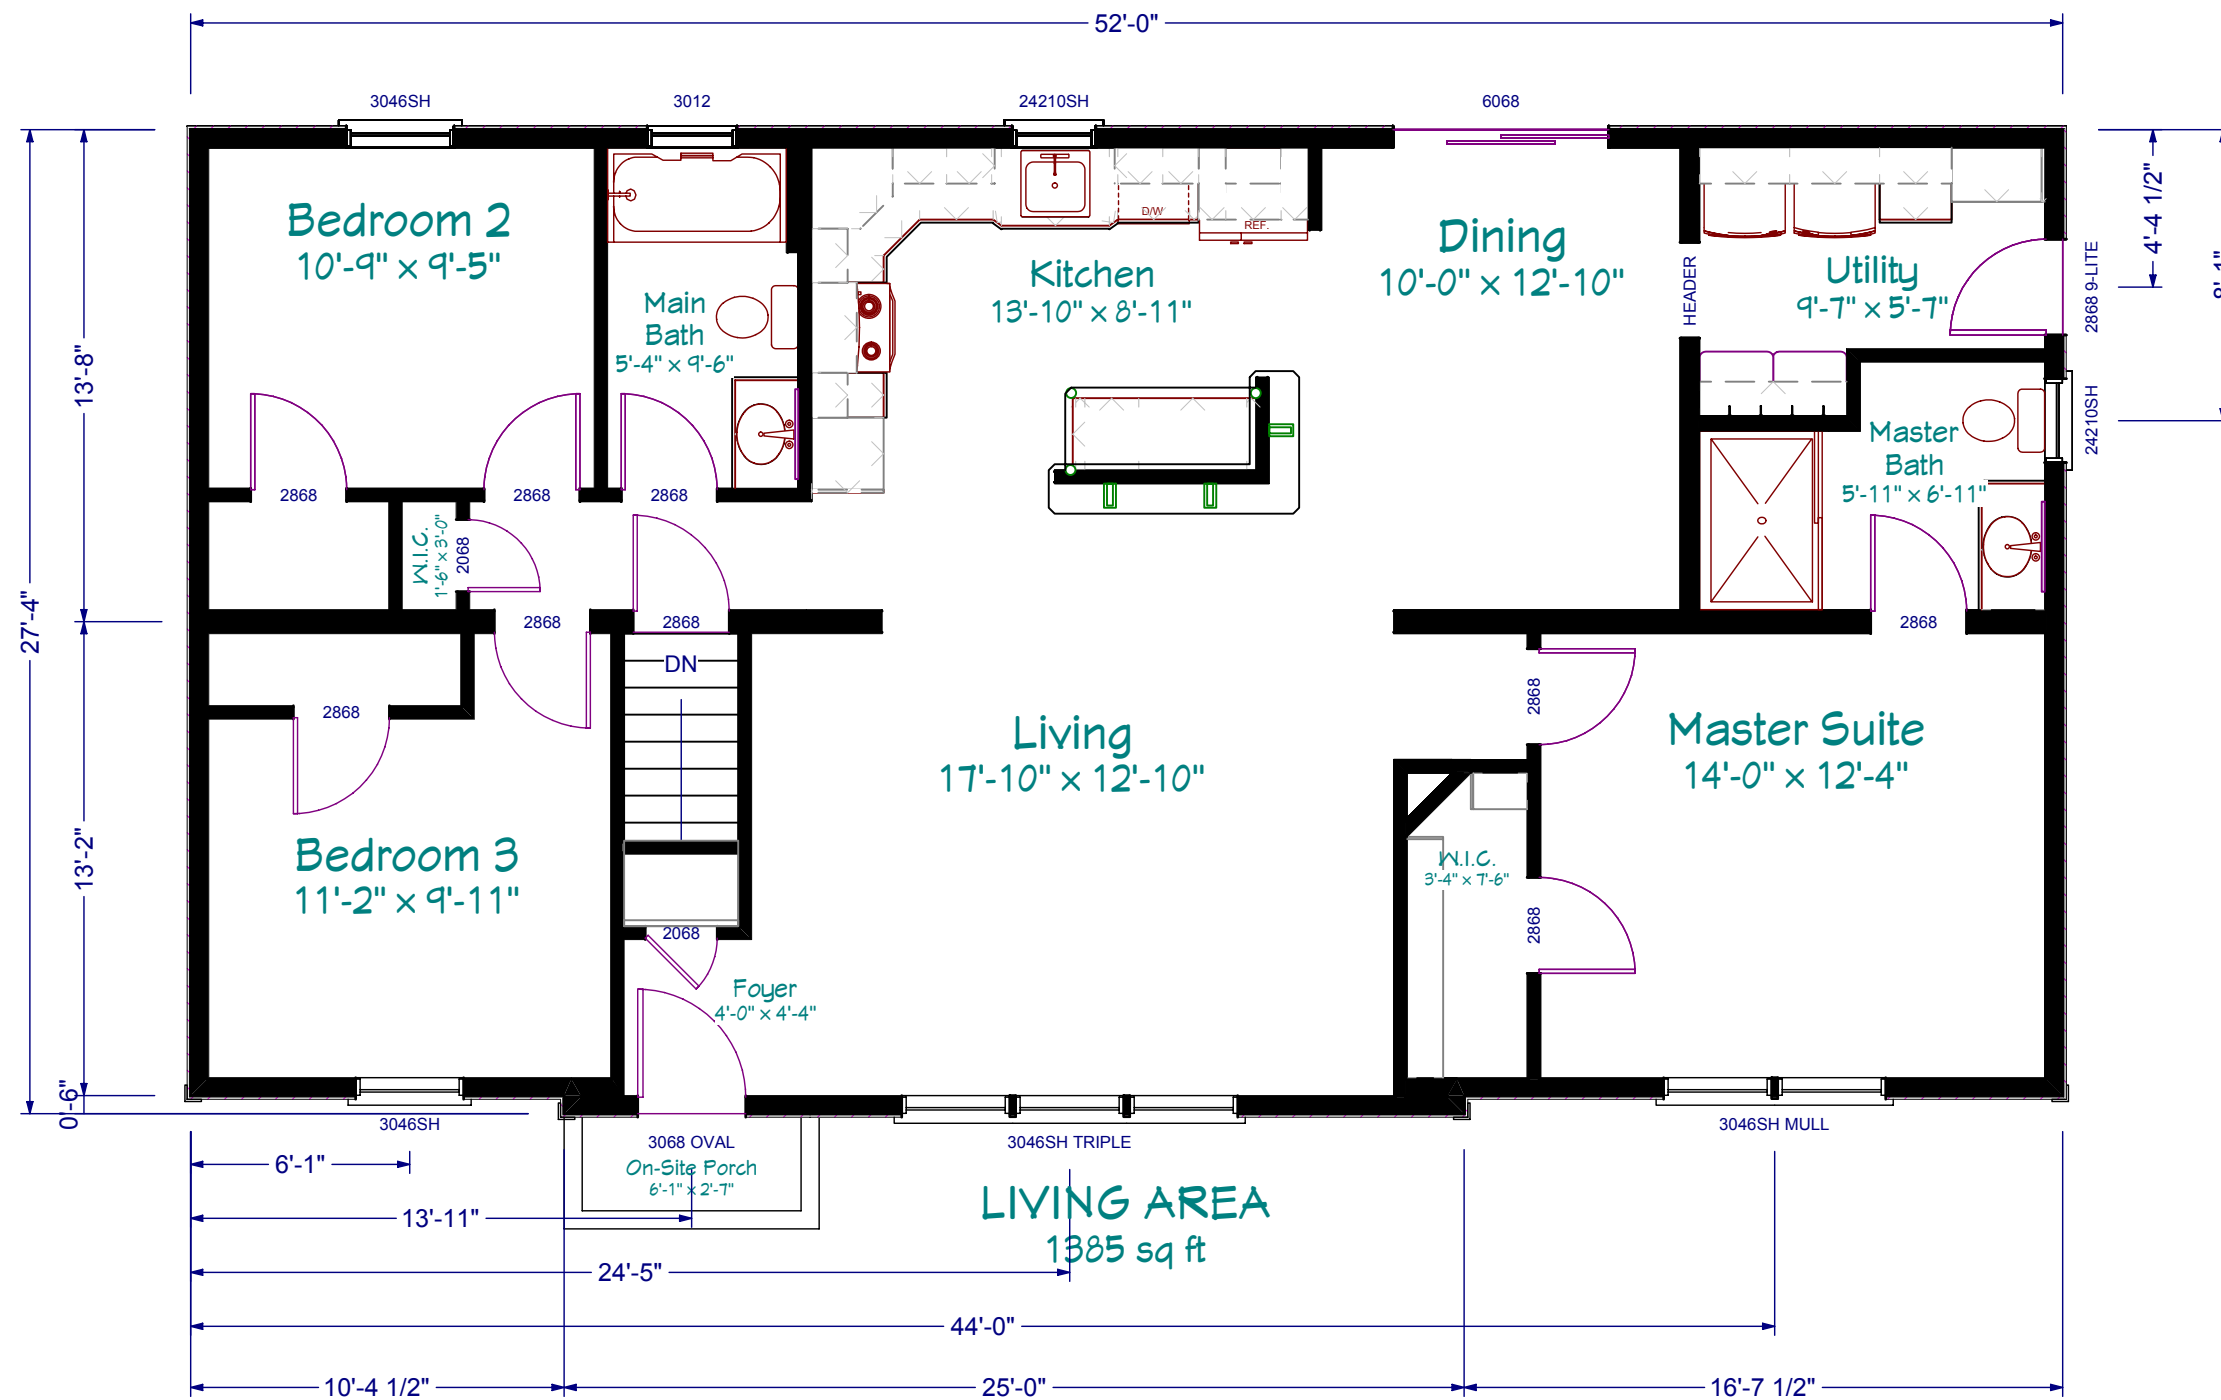 52'-0"
3046SH
3012
24210SH
6068
Bedroom 2
10'-9" x 9'-5"
Main
Bath
5'-4" x 9'-6"
D/W
REF.
Kitchen
13'-10" x 8'-11"
Dining
10'-0" x 12'-10"
HEADER
Utility
9'-7" x 5'-7"
2868 9-LITE
4'-4 1/2"
24210SH
Master
Bath
5'-11" x 6'-11"
13'-8"
27'-4"
13'-2"
0'-6"
2868
2868
2868
W.I.C.
1'-6" x 3'-0"
2068
2868
2868
2868
DN
2868
2868
Living
17'-10" x 12'-10"
Master Suite
14'-0" x 12'-4"
Bedroom 3
11'-2" x 9'-11"
W.I.C.
3'-4" x 7'-6"
2868
2068
Foyer
4'-0" x 4'-4"
3046SH
3068 OVAL
3046SH TRIPLE
3046SH MULL
On-Site Porch
6'-1" x 2'-7"
6'-1"
LIVING AREA
1385 sq ft
13'-11"
24'-5"
44'-0"
10'-4 1/2"
25'-0"
16'-7 1/2"